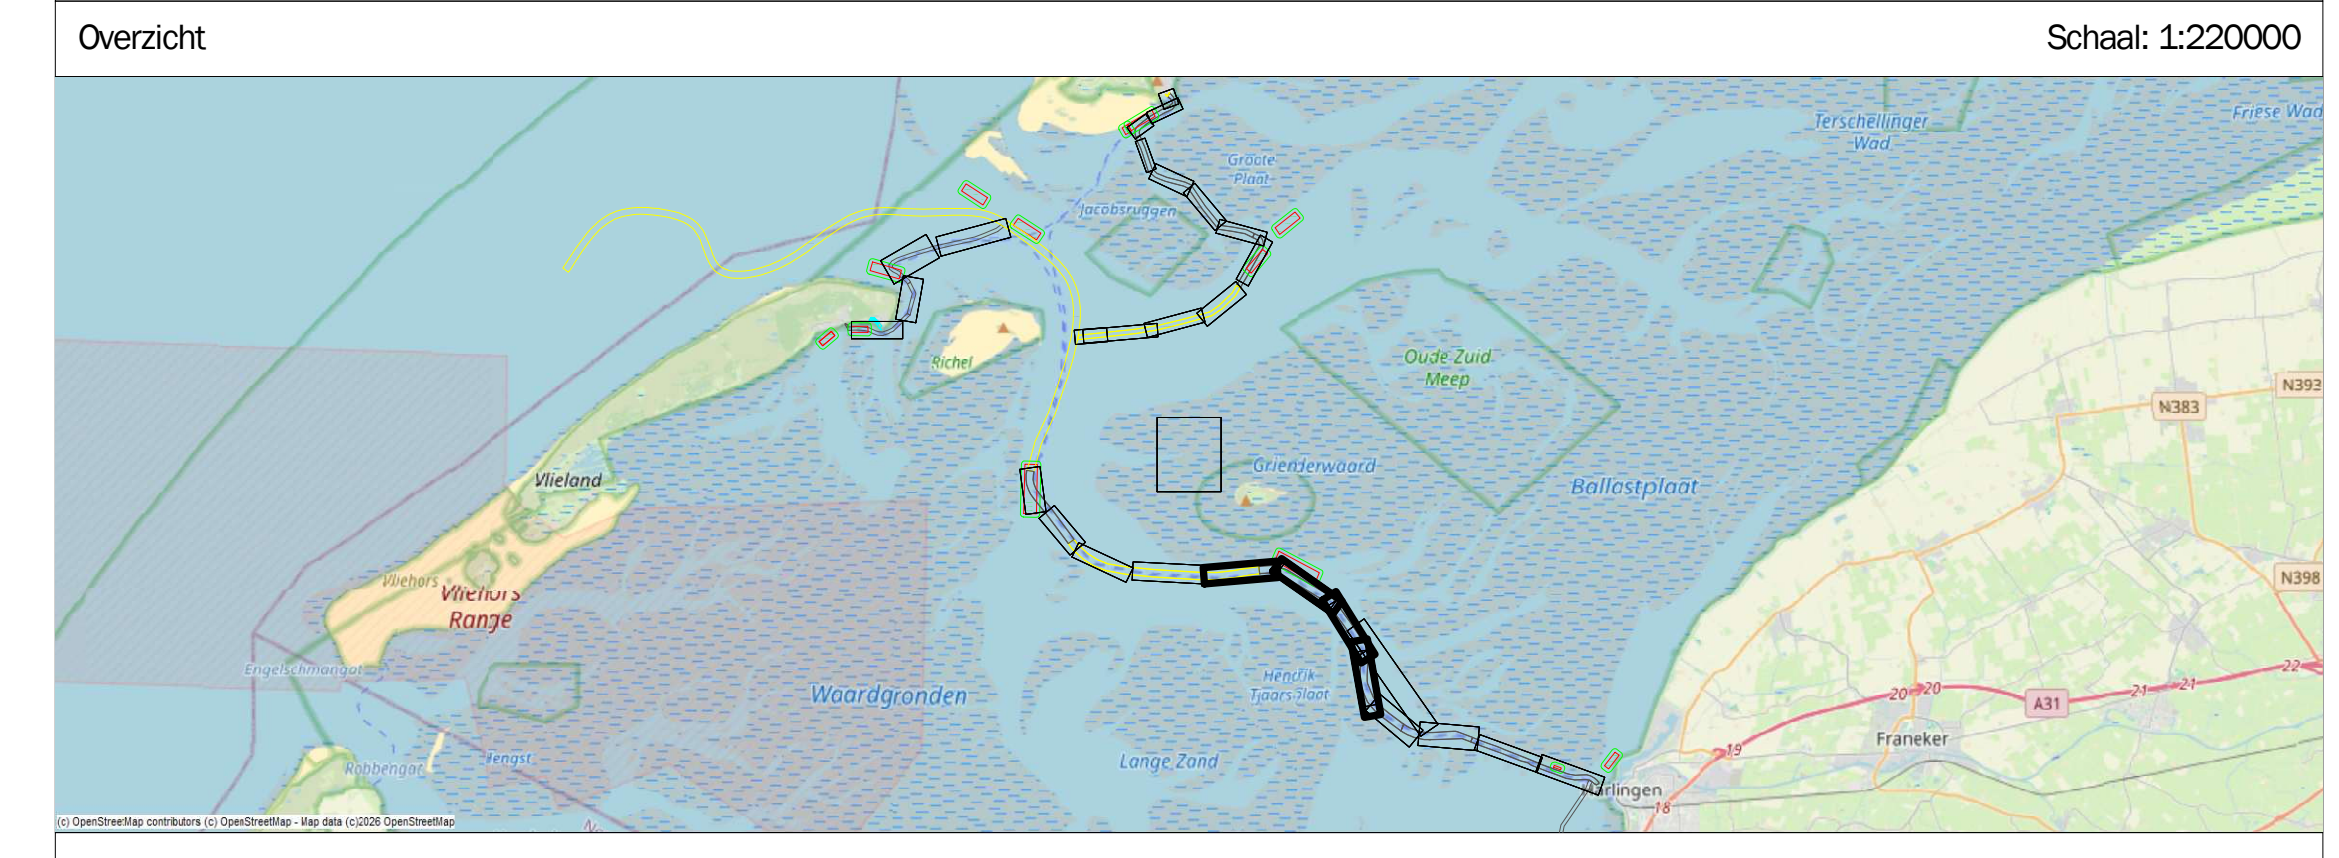 Overzicht
Schaal: 1:220000
Friese Wad
Terschellinger
Wad
Groote
Plaat
Jacobsruggen
Richel
Oude Zuid
Meep
N393
N383
Vlieland
Grienderwaard
Ballastplaat
Vliehors
Vliehors
Range
N398
Engelschmangat
Waardgronden
Hendrik
Tjaarsplaat
22
20
20
21
21
A31
19
Franeker
Robbengat
Hengst
Lange Zand
18
(c) OpenStreetMap contributors (c) OpenStreetMap - Map data (c)2026 OpenStreetMap